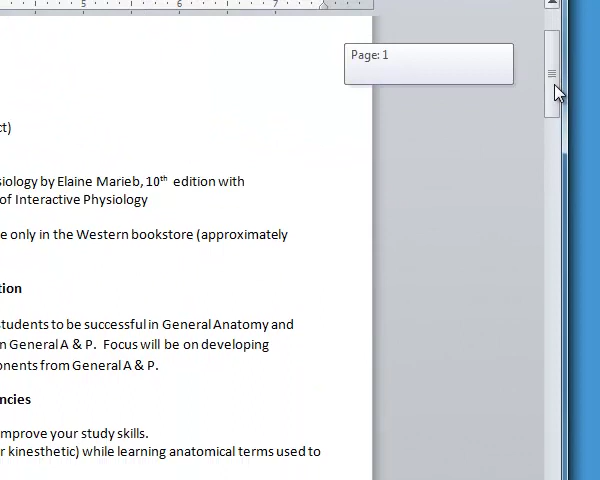 5 6 7
Page: 1
ct)
siology by Elaine Marieb, 10th edition with
of Interactive Physiology
e only in the Western bookstore (approximately
tion
students to be successful in General Anatomy and
n General A & P. Focus will be on developing
onents from General A & P.
ncies
mprove your study skills.
r kinesthetic) while learning anatomical terms used to